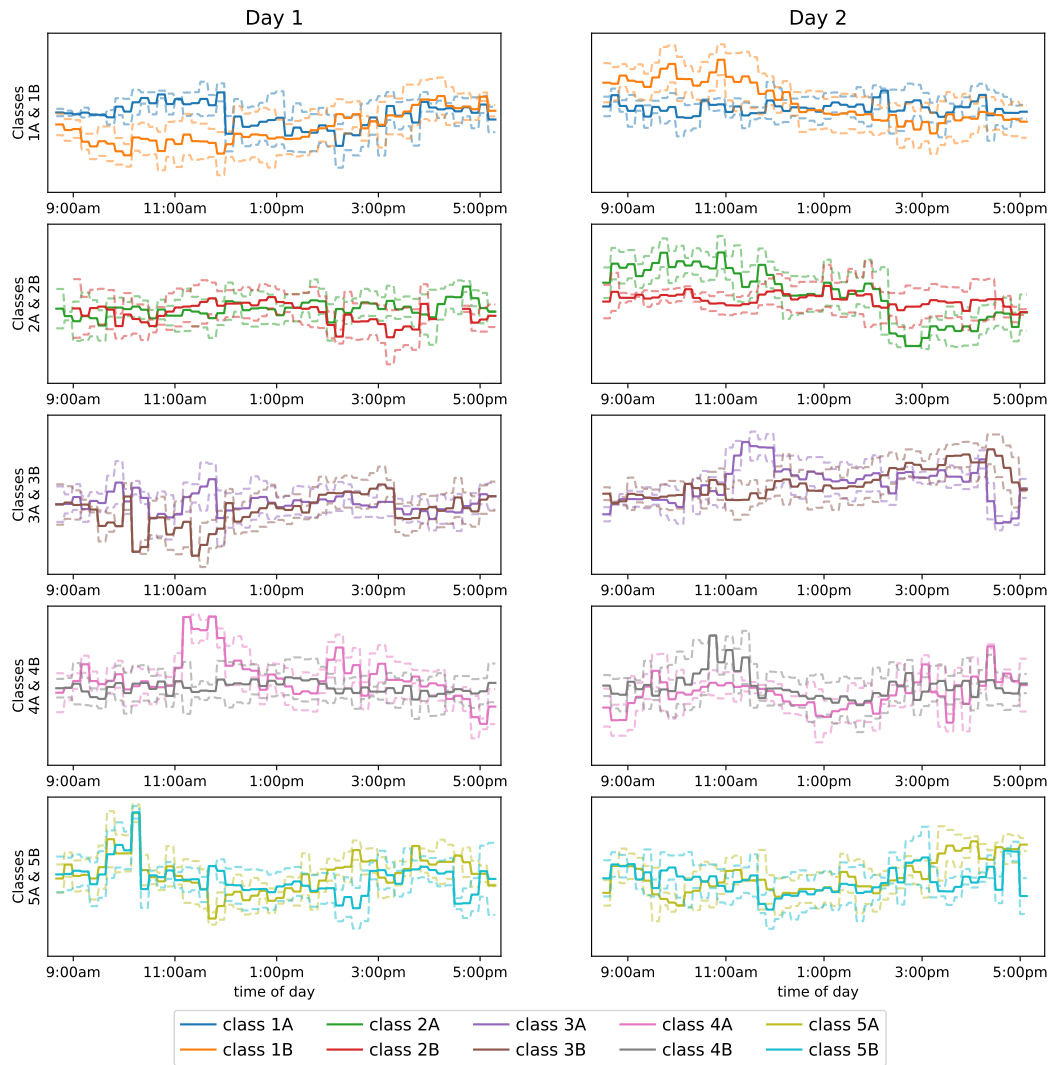 Day 1
Day 2
Classes
1A & 1B
9:00am 11:00am 1:00pm 3:00pm 5:00pm
9:00am 11:00am 1:00pm 3:00pm 5:00pm
Classes
2A & 2B
9:00am 11:00am 1:00pm 3:00pm 5:00pm
9:00am 11:00am 1:00pm 3:00pm 5:00pm
Classes
3A & 3B
9:00am 11:00am 1:00pm 3:00pm 5:00pm
9:00am 11:00am 1:00pm 3:00pm 5:00pm
Classes
4A & 4B
9:00am 11:00am 1:00pm 3:00pm 5:00pm
9:00am 11:00am 1:00pm 3:00pm 5:00pm
Classes
5A & 5B
9:00am 11:00am 1:00pm 3:00pm 5:00pm
time of day
9:00am 11:00am 1:00pm 3:00pm 5:00pm
time of day
class 1A class 2A class 3A class 4A class 5A
class 1B class 2B class 3B class 4B class 5B